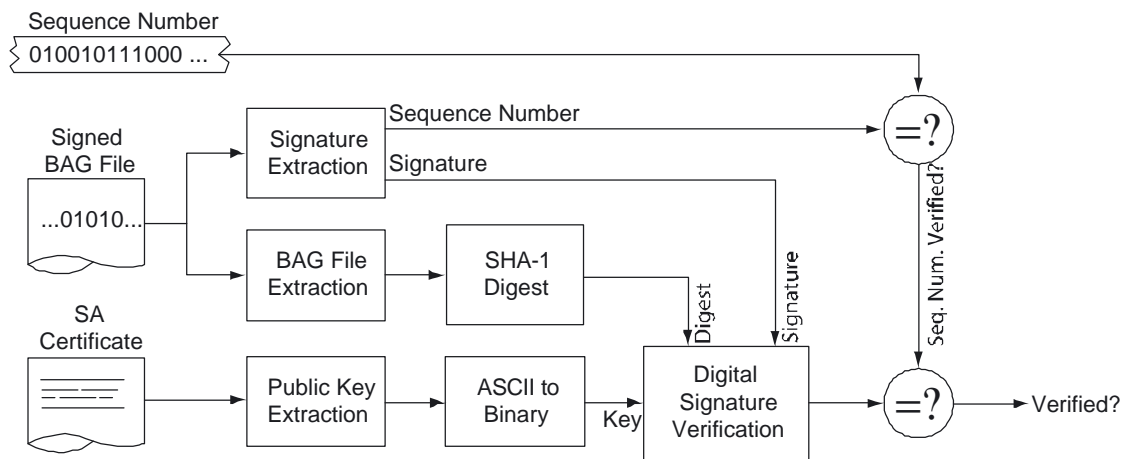 Sequence Number
010010111000 ...
Signed
BAG File
...01010...
Signature
Extraction
Sequence Number
Signature
=?
BAG File
Extraction
SHA-1
Digest
Digest
Signature
Seq. Num. Verified?
SA
Certificate
Public Key
Extraction
ASCII to
Binary
Key
Digital
Signature
Verification
=?
Verified?